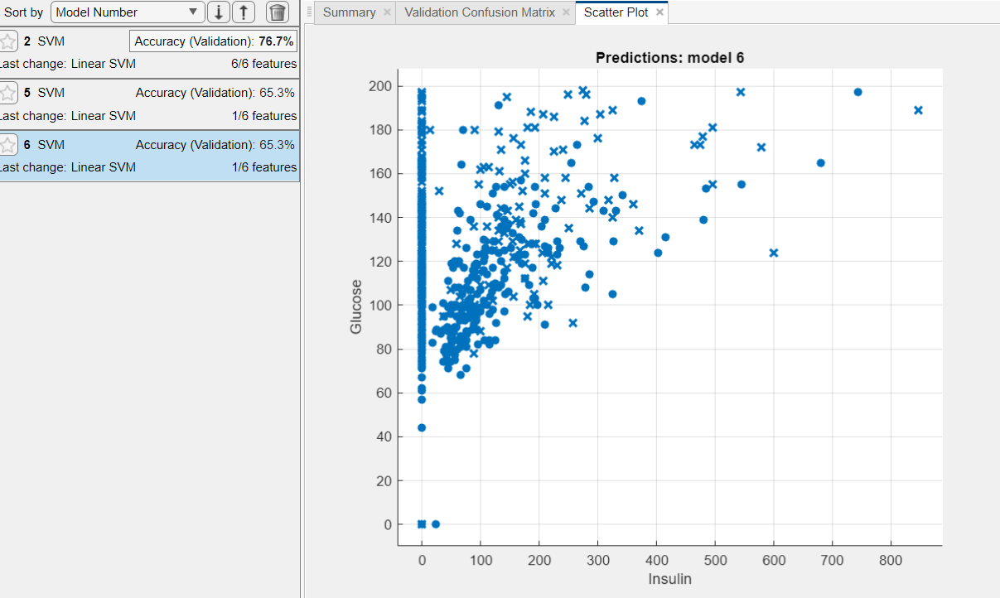 Sort by Model Number
2 SVM Accuracy (Validation): 76.7%
Last change: Linear SVM 6/6 features
5 SVM Accuracy (Validation): 65.3%
Last change: Linear SVM 1/6 features
6 SVM Accuracy (Validation): 65.3%
Last change: Linear SVM 1/6 features
Summary Validation Confusion Matrix Scatter Plot
Predictions: model 6
200
180
160
140
120
100
80
60
40
20
0
Glucose
0 100 200 300 400 500 600 700 800
Insulin